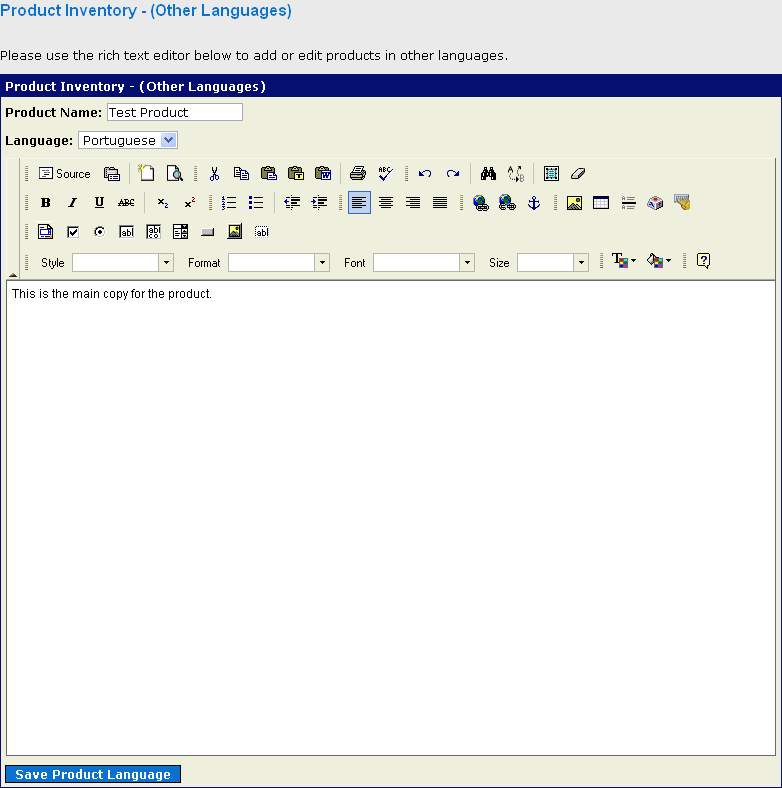 Product Inventory - (Other Languages)
Please use the rich text editor below to add or edit products in other languages.
Product Inventory - (Other Languages)
Product Name: Test Product
Language: Portuguese
Source
B I U ABC x₂ x²
Style Format Font Size
This is the main copy for the product.
Save Product Language